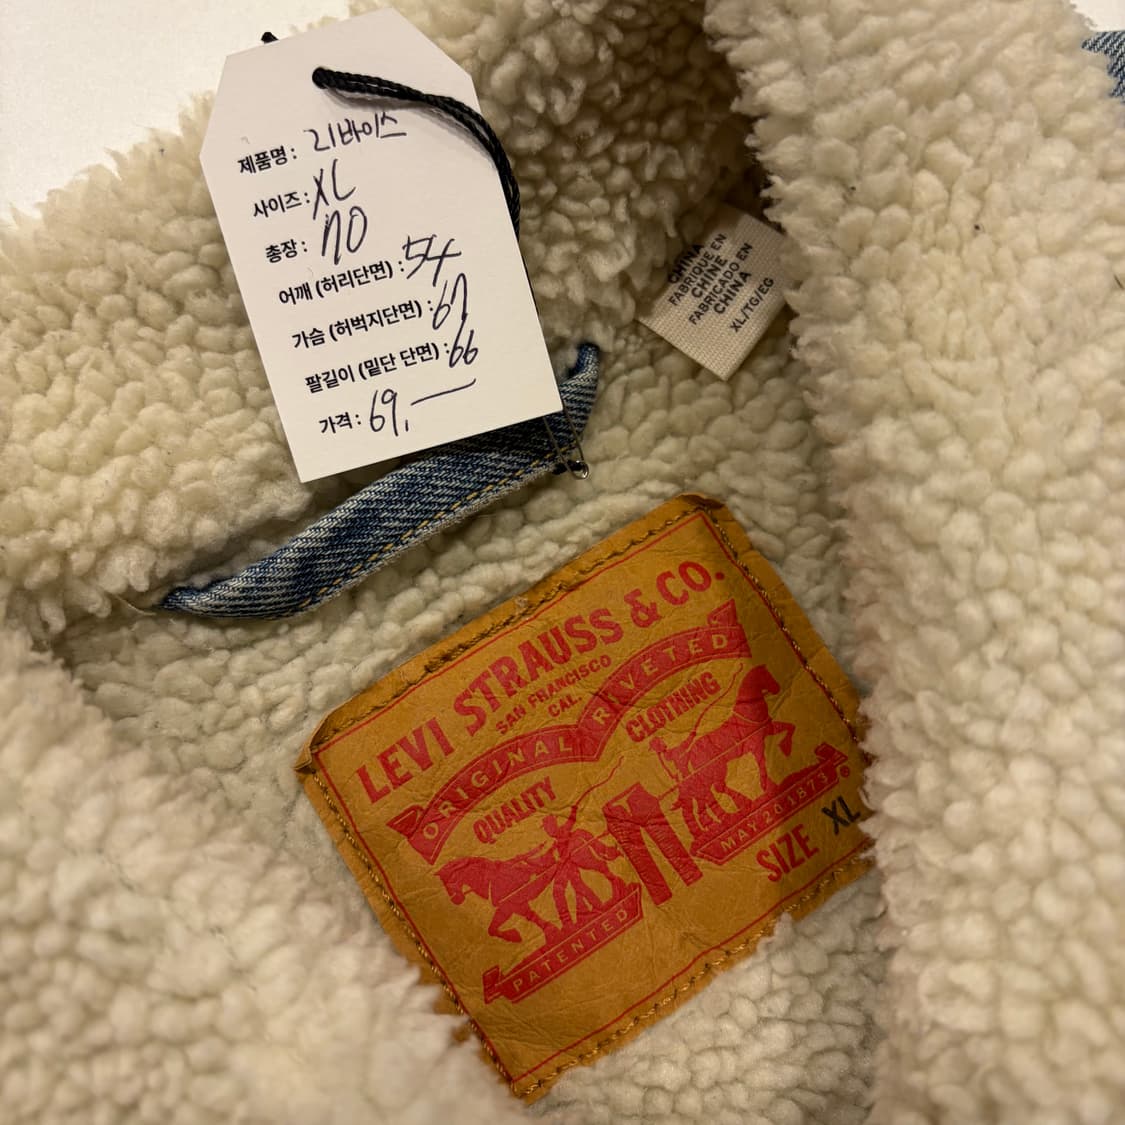 제품명: 리바이스
사이즈: XL
총장: 70
어깨 (허리단면) : 54
가슴 (허벅지단면) : 67
팔길이 (밑단 단면) : 66
가격: 69,—
CHINA
FABRIQUE EN
CHINE
FABRICADO EN
CHINA
XL/TG/EG
LEVI STRAUSS & CO.
SAN FRANCISCO
CAL.
ORIGINAL RIVETED
QUALITY CLOTHING
PATENTED MAY 20 1873 ®
SIZE XL